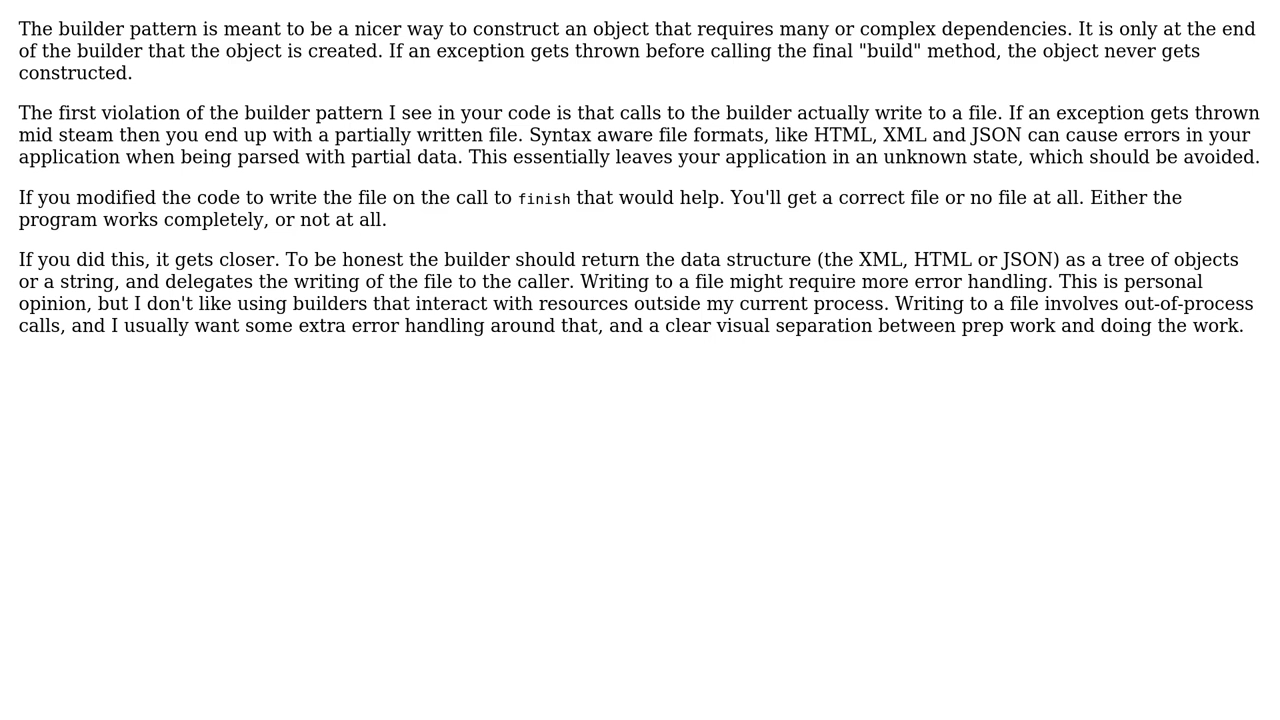 The builder pattern is meant to be a nicer way to construct an object that requires many or complex dependencies. It is only at the end
of the builder that the object is created. If an exception gets thrown before calling the final "build" method, the object never gets
constructed.
The first violation of the builder pattern I see in your code is that calls to the builder actually write to a file. If an exception gets thrown
mid steam then you end up with a partially written file. Syntax aware file formats, like HTML, XML and JSON can cause errors in your
application when being parsed with partial data. This essentially leaves your application in an unknown state, which should be avoided.
If you modified the code to write the file on the call to finish that would help. You'll get a correct file or no file at all. Either the
program works completely, or not at all.
If you did this, it gets closer. To be honest the builder should return the data structure (the XML, HTML or JSON) as a tree of objects
or a string, and delegates the writing of the file to the caller. Writing to a file might require more error handling. This is personal
opinion, but I don't like using builders that interact with resources outside my current process. Writing to a file involves out-of-process
calls, and I usually want some extra error handling around that, and a clear visual separation between prep work and doing the work.